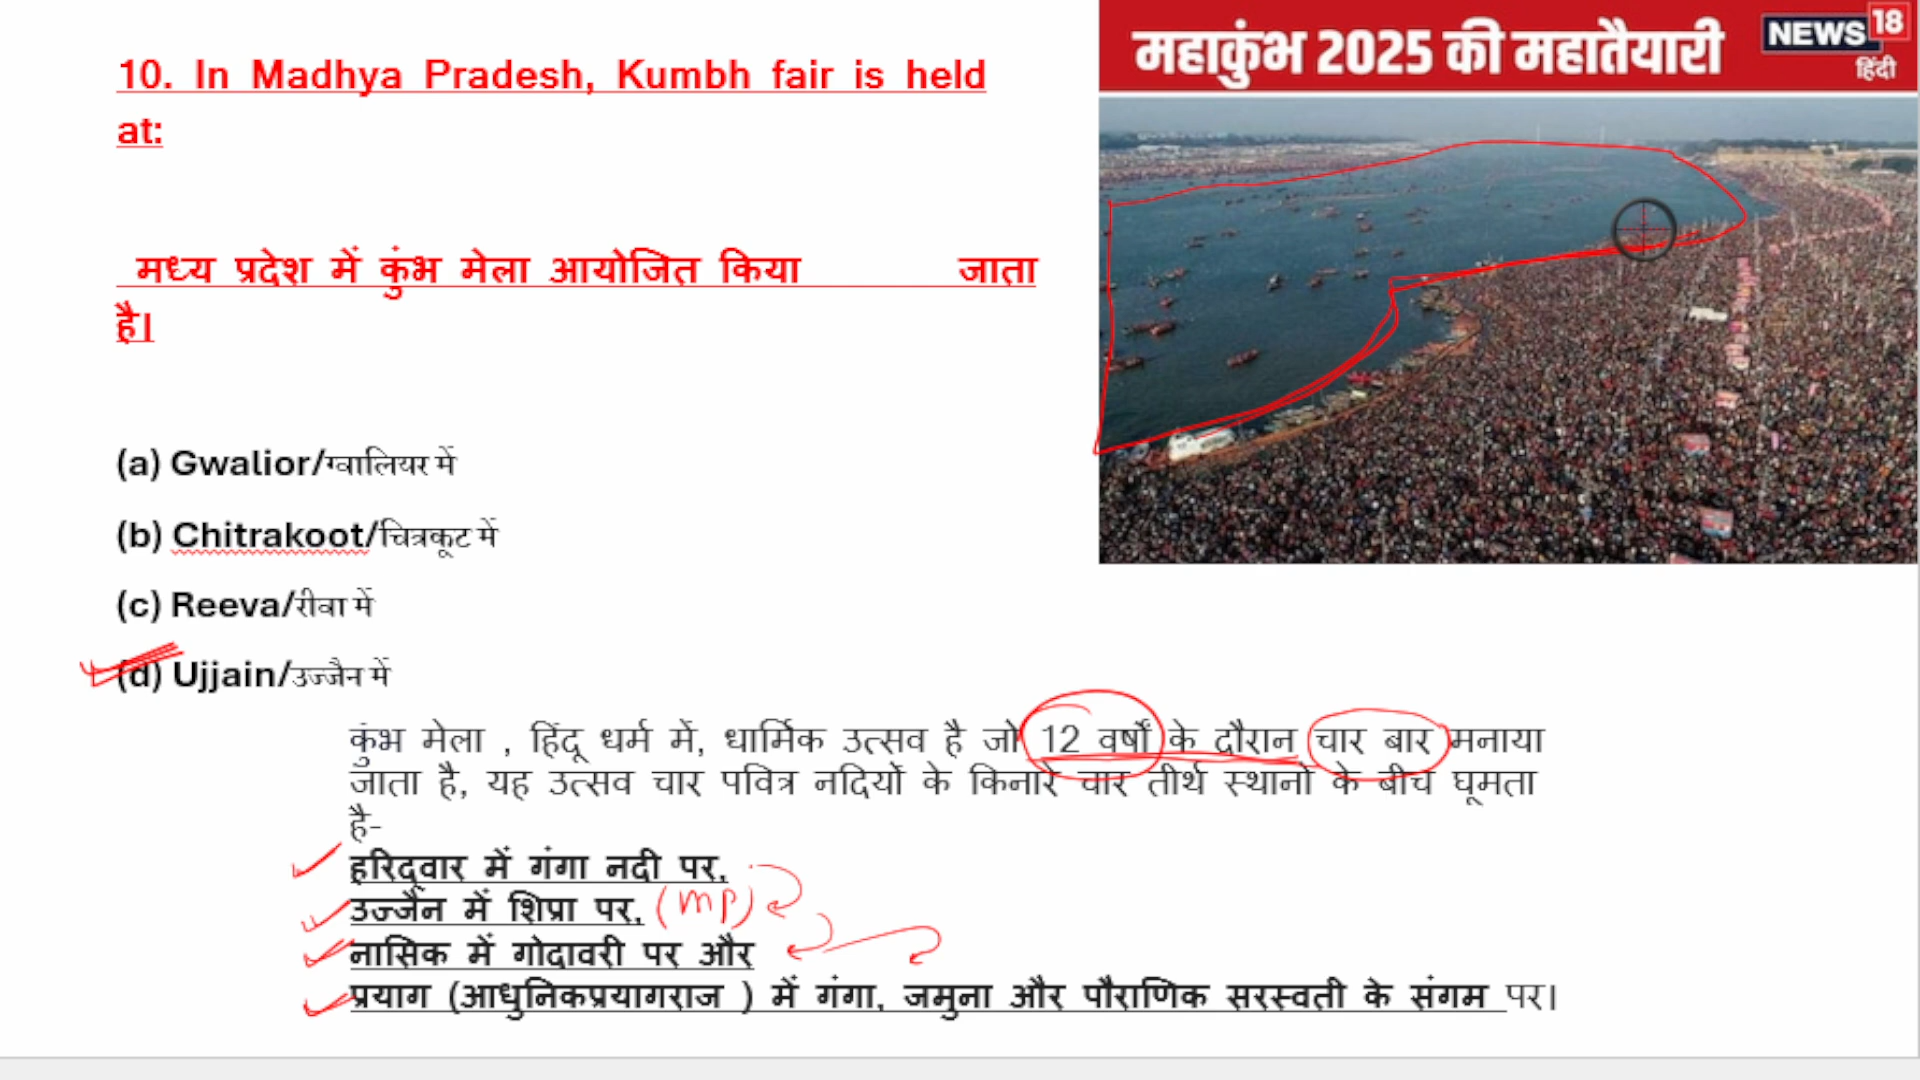 महाकुंभ 2025 की महातैयारी
NEWS 18
हिंदी
10. In Madhya Pradesh, Kumbh fair is held
at:
मध्य प्रदेश में कुंभ मेला आयोजित किया जाता
है।
(a) Gwalior/ग्वालियर में
(b) Chitrakoot/चित्रकूट में
(c) Reeva/रीवा में
(d) Ujjain/उज्जैन में
कुंभ मेला , हिंदू धर्म में, धार्मिक उत्सव है जो 12 वर्षों के दौरान चार बार मनाया
जाता है, यह उत्सव चार पवित्र नदियों के किनारे चार तीर्थ स्थानों के बीच घूमता
है-
हरिद्वार में गंगा नदी पर,
उज्जैन में शिप्रा पर, (MP)
नासिक में गोदावरी पर और
प्रयाग (आधुनिकप्रयागराज ) में गंगा, जमुना और पौराणिक सरस्वती के संगम पर।